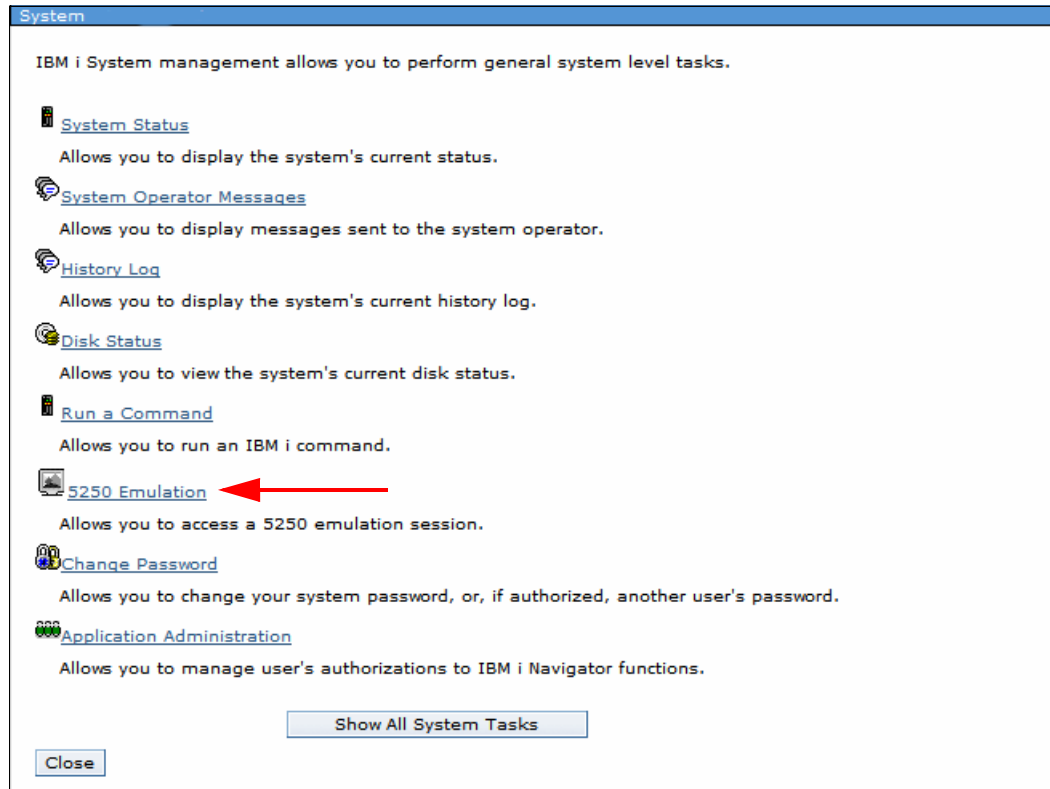 System
IBM i System management allows you to perform general system level tasks.
System Status
Allows you to display the system's current status.
System Operator Messages
Allows you to display messages sent to the system operator.
History Log
Allows you to display the system's current history log.
Disk Status
Allows you to view the system's current disk status.
Run a Command
Allows you to run an IBM i command.
5250 Emulation
Allows you to access a 5250 emulation session.
Change Password
Allows you to change your system password, or, if authorized, another user's password.
Application Administration
Allows you to manage user's authorizations to IBM i Navigator functions.
Show All System Tasks
Close